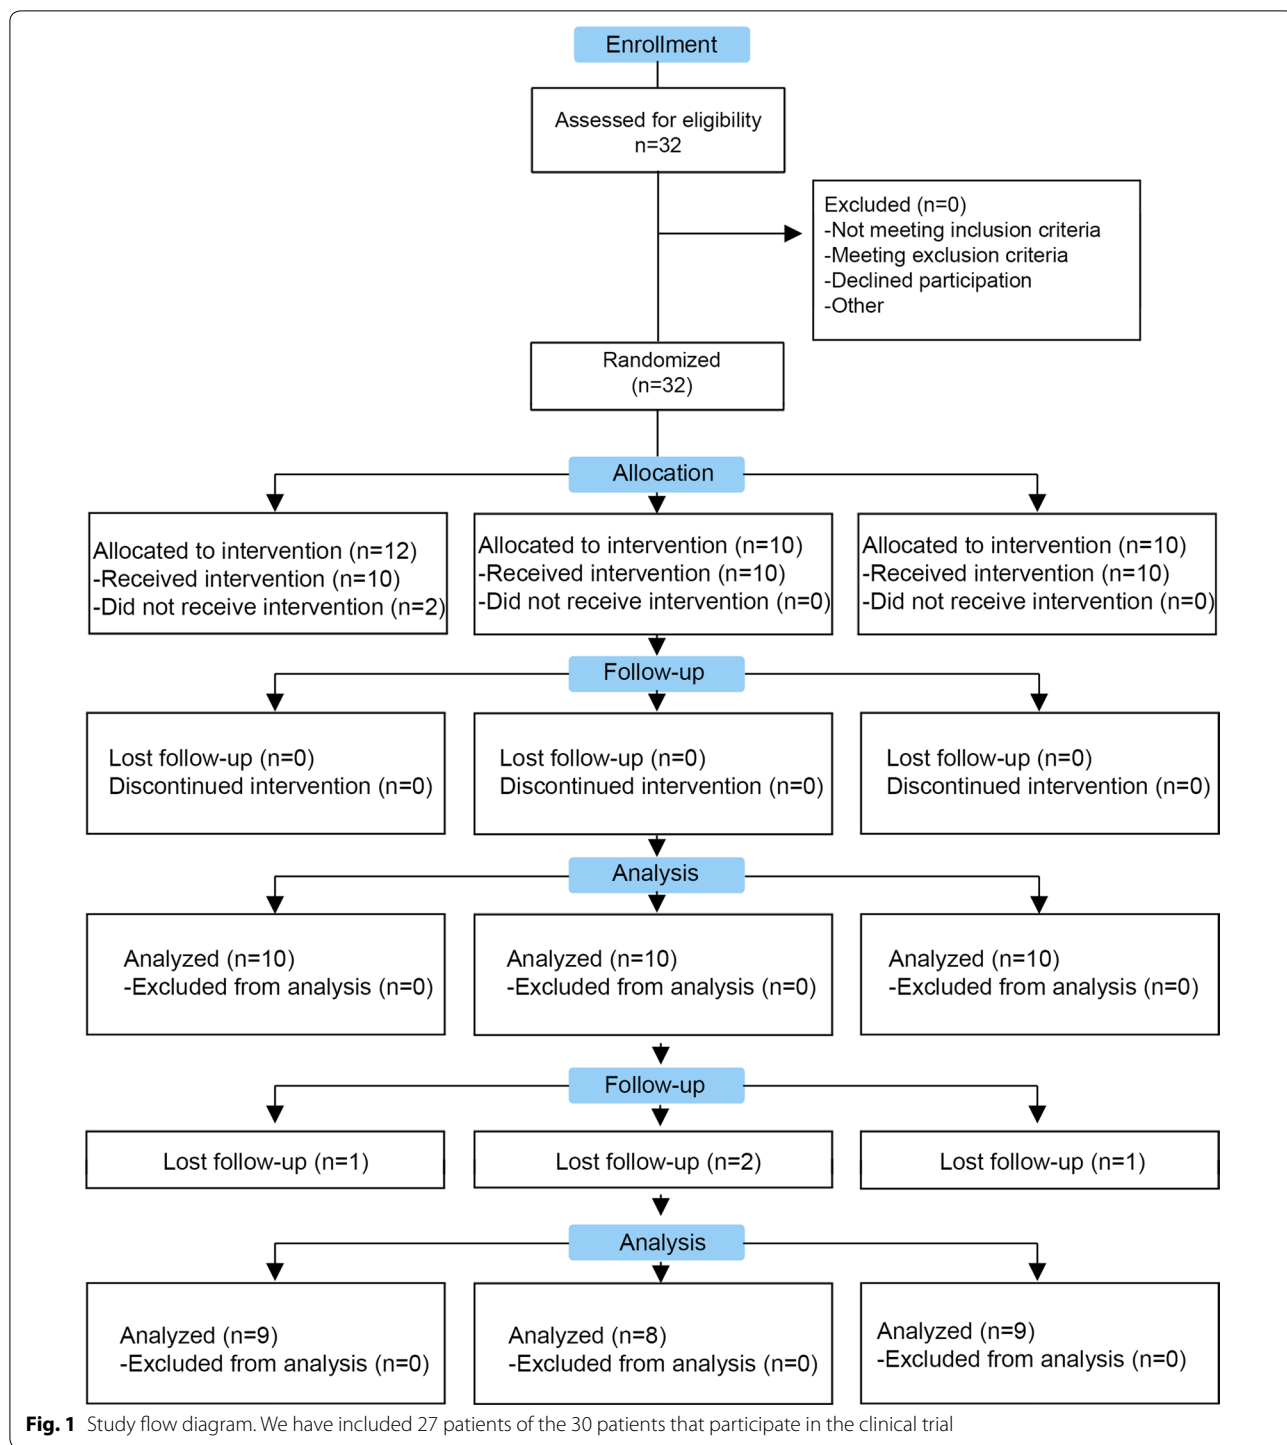 Enrollment
Assessed for eligibility
n=32
Excluded (n=0)
-Not meeting inclusion criteria
-Meeting exclusion criteria
-Declined participation
-Other
Randomized
(n=32)
Allocation
Allocated to intervention (n=12)
-Received intervention (n=10)
-Did not receive intervention (n=2)
Allocated to intervention (n=10)
-Received intervention (n=10)
-Did not receive intervention (n=0)
Allocated to intervention (n=10)
-Received intervention (n=10)
-Did not receive intervention (n=0)
Follow-up
Lost follow-up (n=0)
Discontinued intervention (n=0)
Lost follow-up (n=0)
Discontinued intervention (n=0)
Lost follow-up (n=0)
Discontinued intervention (n=0)
Analysis
Analyzed (n=10)
-Excluded from analysis (n=0)
Analyzed (n=10)
-Excluded from analysis (n=0)
Analyzed (n=10)
-Excluded from analysis (n=0)
Follow-up
Lost follow-up (n=1)
Lost follow-up (n=2)
Lost follow-up (n=1)
Analysis
Analyzed (n=9)
-Excluded from analysis (n=0)
Analyzed (n=8)
-Excluded from analysis (n=0)
Analyzed (n=9)
-Excluded from analysis (n=0)
Fig. 1 Study flow diagram. We have included 27 patients of the 30 patients that participate in the clinical trial